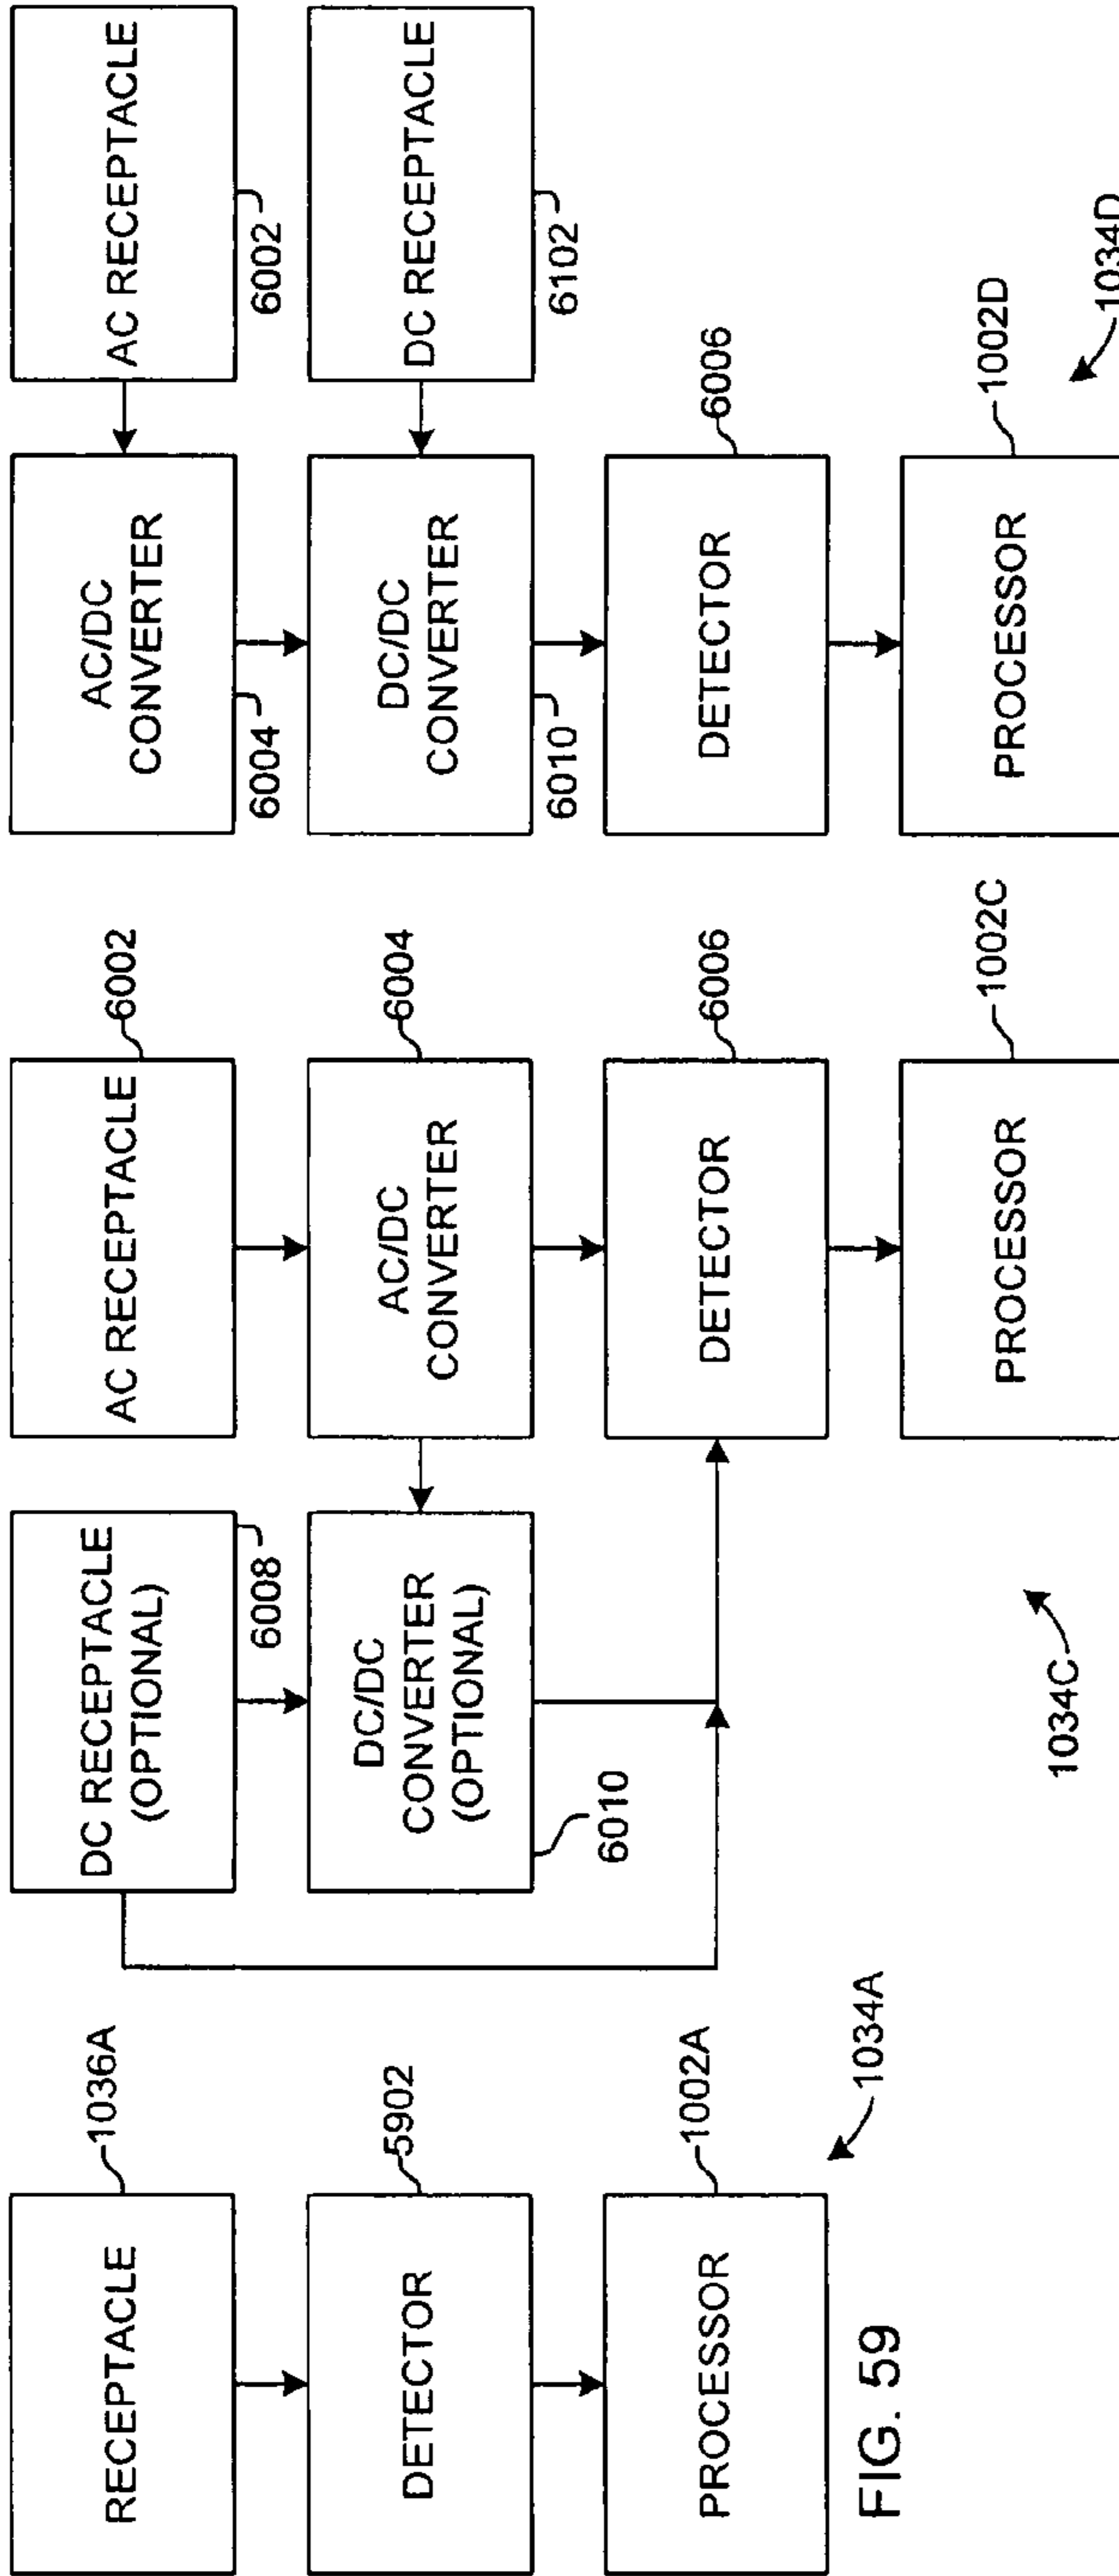 RECEPTACLE
1036A
DETECTOR
5902
PROCESSOR
1002A
1034A
FIG. 59
DC RECEPTACLE
(OPTIONAL)
6008
DC/DC
CONVERTER
(OPTIONAL)
6010
AC RECEPTACLE
6002
AC/DC
CONVERTER
6004
DETECTOR
6006
PROCESSOR
1002C
1034C
AC/DC
CONVERTER
6004
AC RECEPTACLE
6002
DC/DC
CONVERTER
6010
DC RECEPTACLE
6102
DETECTOR
6006
PROCESSOR
1002D
1034D